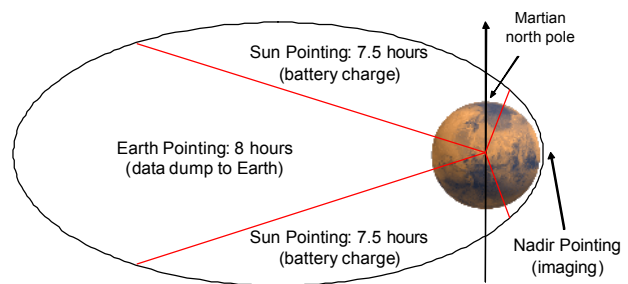 Martian
north pole
Sun Pointing: 7.5 hours
(battery charge)
Earth Pointing: 8 hours
(data dump to Earth)
Sun Pointing: 7.5 hours
(battery charge)
Nadir Pointing
(imaging)